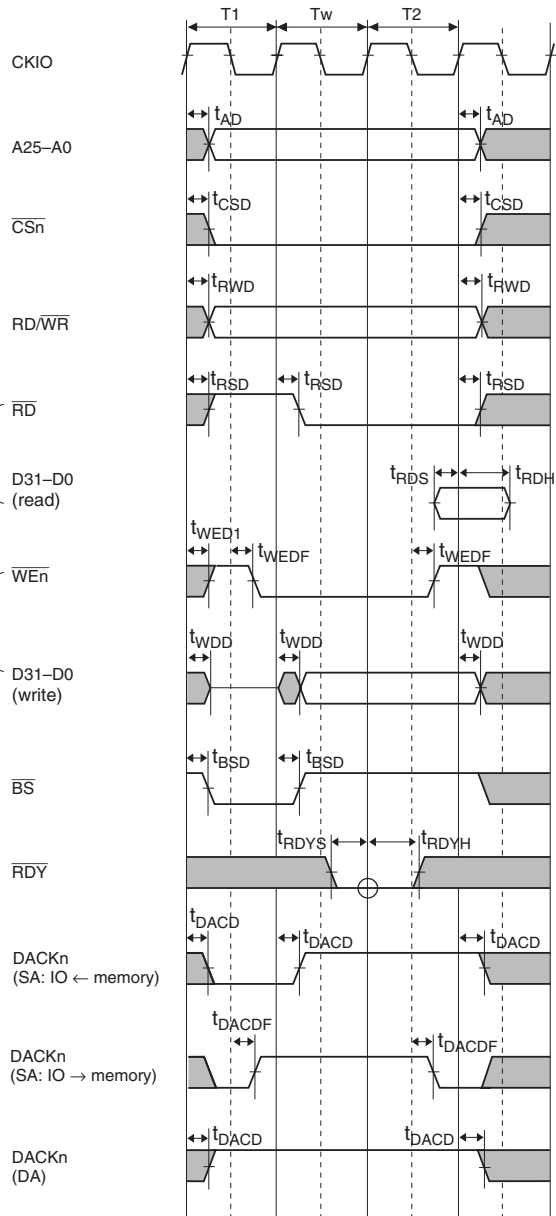 T1 Tw T2
CKIO
tAD tAD
A25–A0
tCSD tCSD
CSn
tRWD tRWD
RD/WR
tRSD tRSD tRSD
RD
D31–D0
(read)
tRDS tRDH
tWED1
tWEDF tWEDF
WEn
tWDD tWDD tWDD
D31–D0
(write)
tBSD tBSD
BS
tRDYS tRDYH
RDY
tDACD
tDACD tDACD
DACKn
(SA: IO ← memory)
tDACDF
tDACDF
DACKn
(SA: IO → memory)
tDACD tDACD
DACKn
(DA)